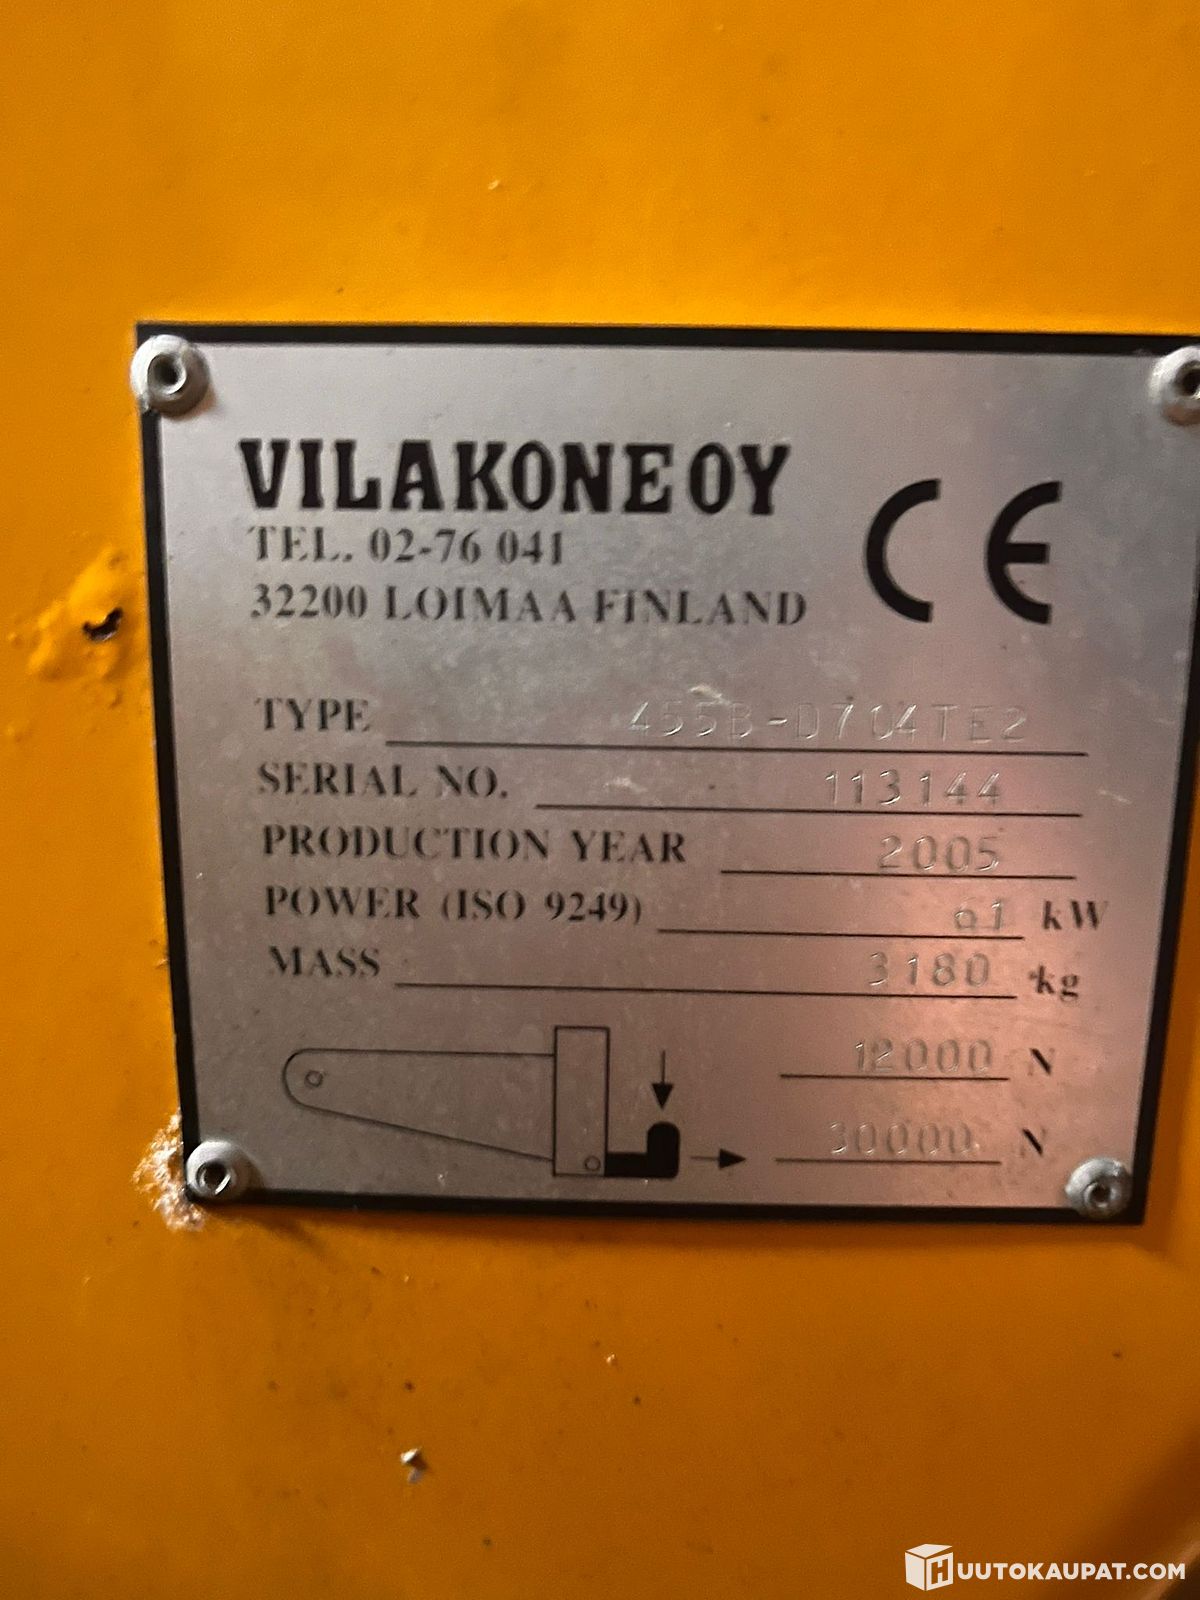 VILAKONE OY
TEL. 02-76 041
32200 LOIMAA FINLAND
CE
TYPE 455B-D704TE2
SERIAL NO. 113144
PRODUCTION YEAR 2005
POWER (ISO 9249) 61 kW
MASS 3180 kg
12000 N
30000 N
HUUTOKAUPAT.COM